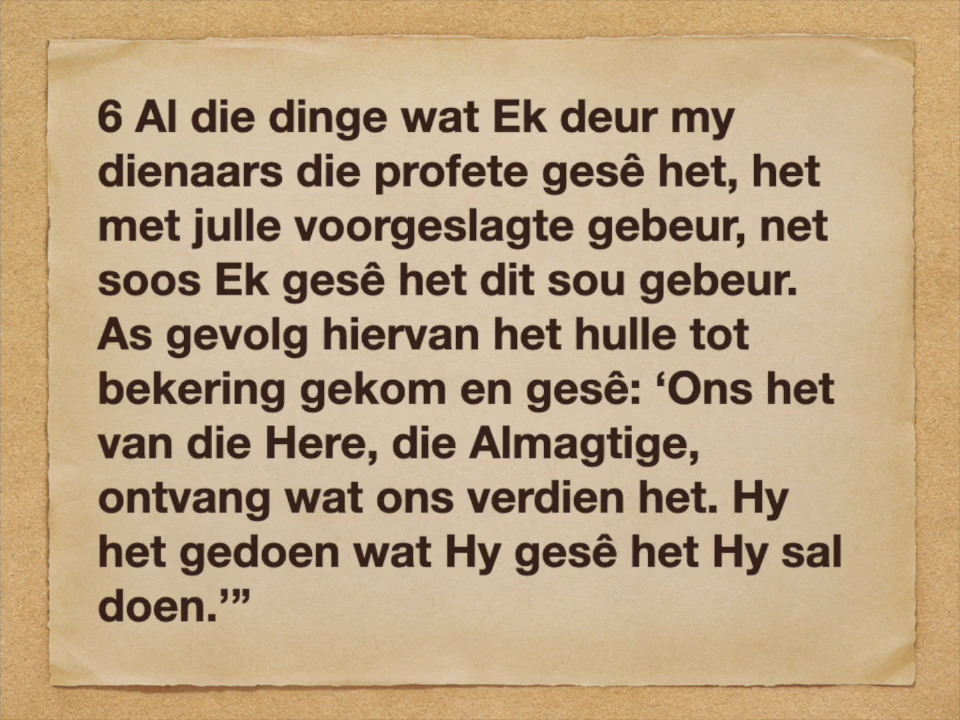 6 Al die dinge wat Ek deur my
dienaars die profete gesê het, het
met julle voorgeslagte gebeur, net
soos Ek gesê het dit sou gebeur.
As gevolg hiervan het hulle tot
bekering gekom en gesê: ‘Ons het
van die Here, die Almagtige,
ontvang wat ons verdien het. Hy
het gedoen wat Hy gesê het Hy sal
doen.’”